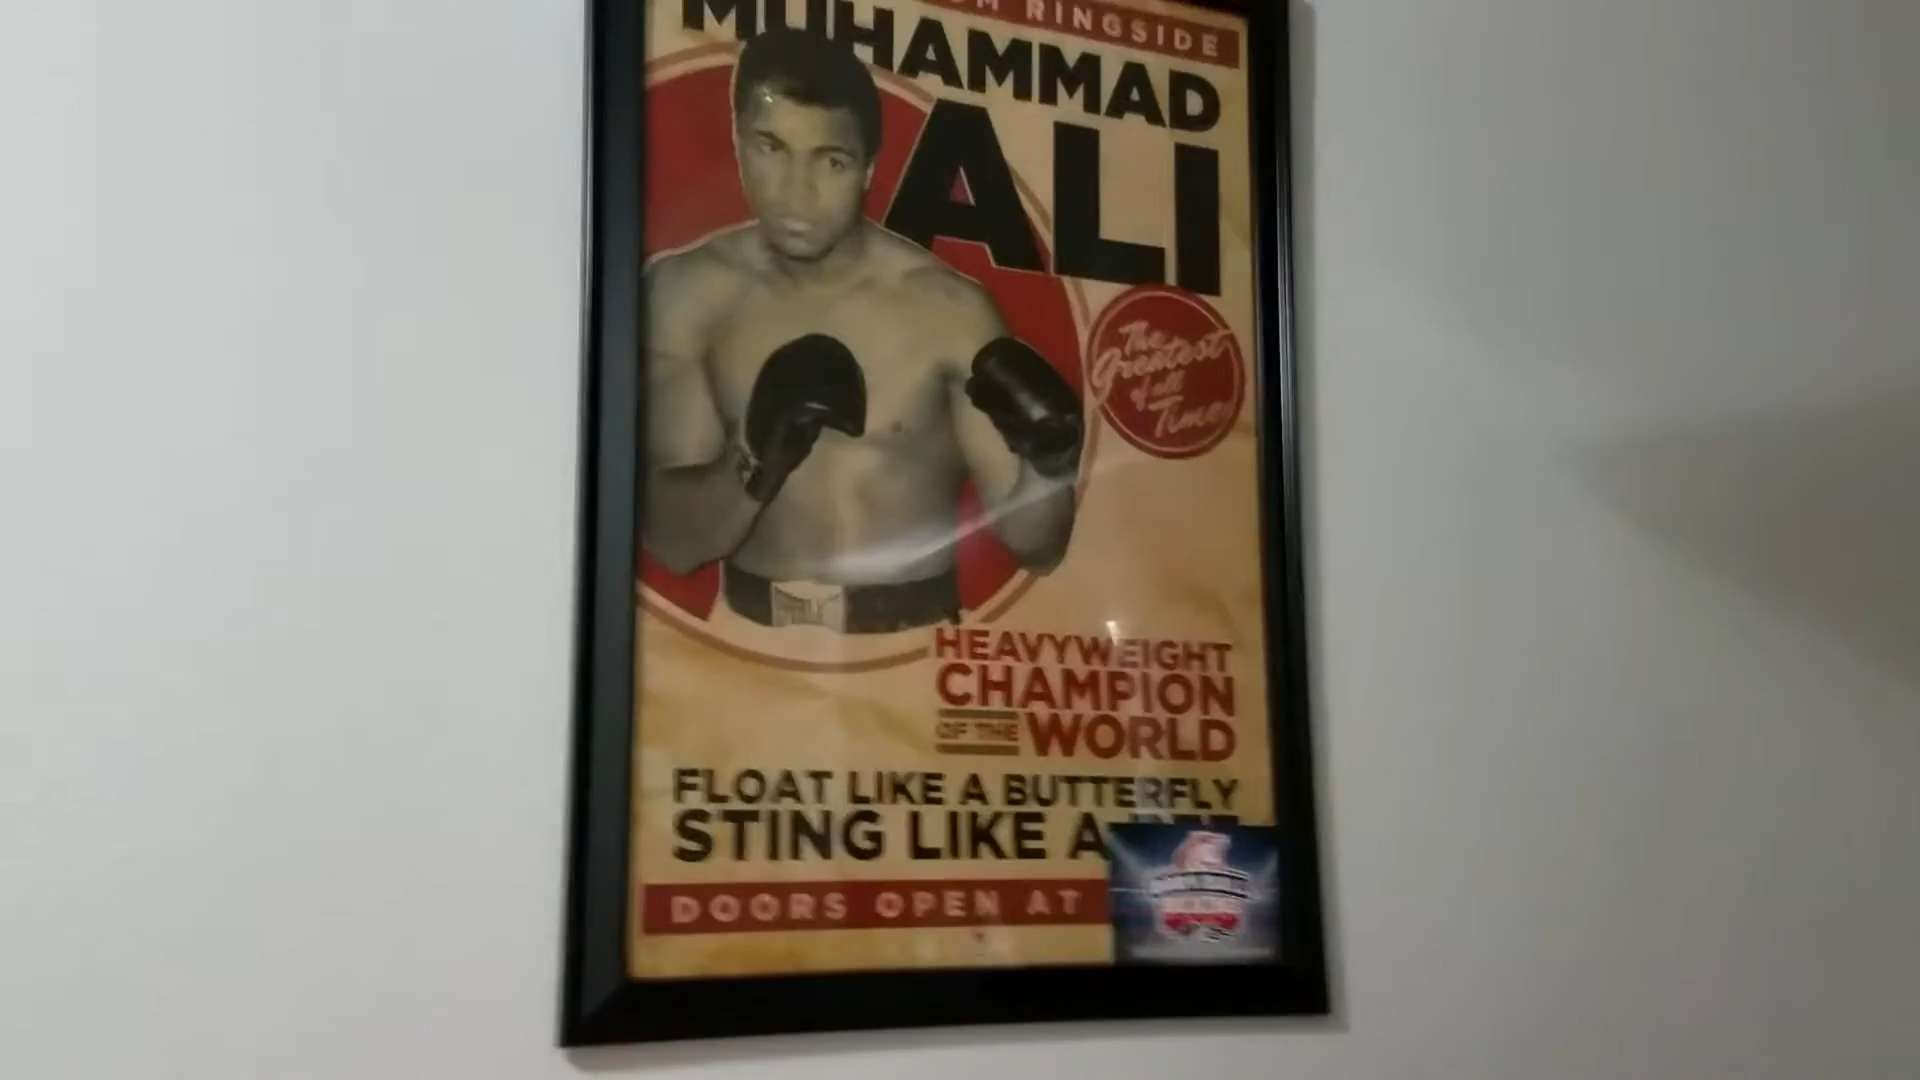 RINGSIDE
MUHAMMAD
ALI
The
Greatest
of all
Time
HEAVYWEIGHT
CHAMPION
OF THE WORLD
FLOAT LIKE A BUTTERFLY
STING LIKE A
DOORS OPEN AT